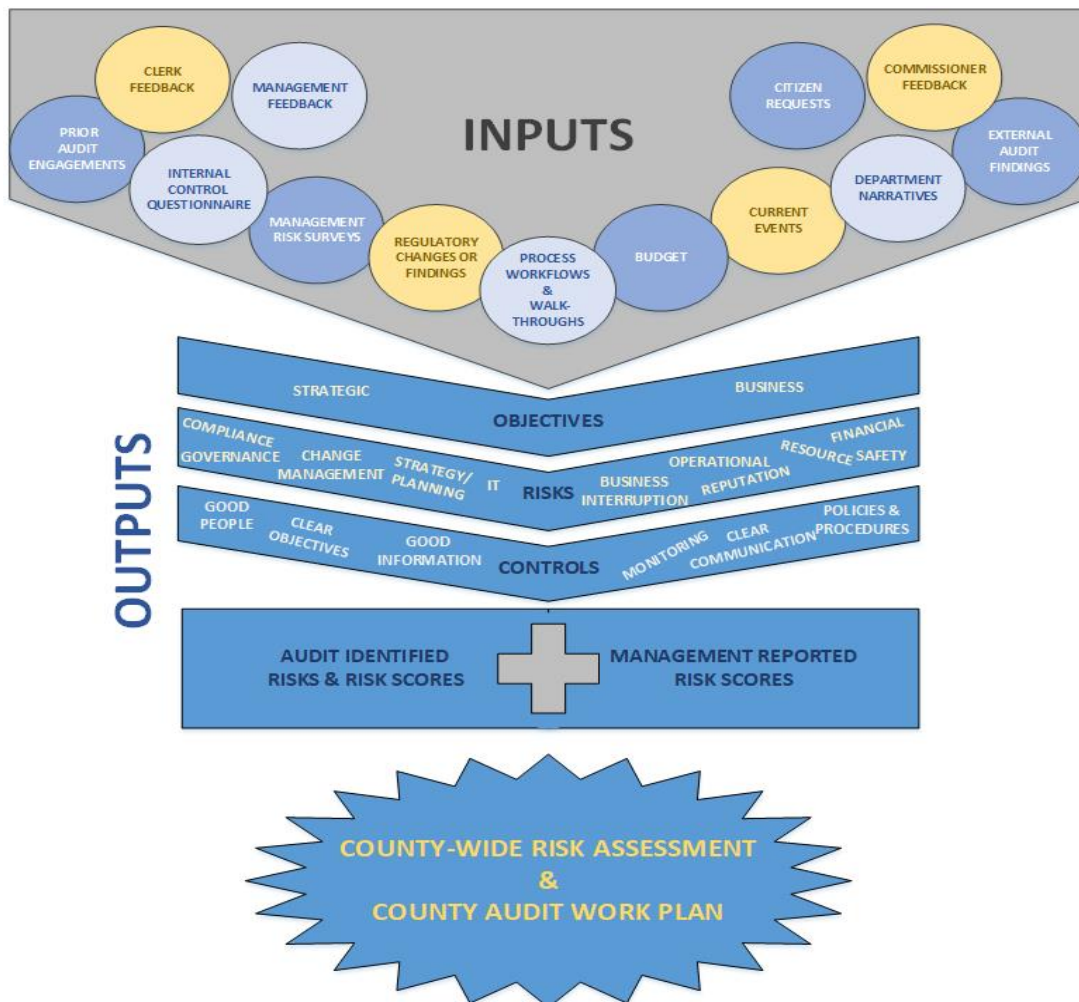 CLERK
FEEDBACK
MANAGEMENT
FEEDBACK
PRIOR
AUDIT
ENGAGEMENTS
INTERNAL
CONTROL
QUESTIONNAIRE
MANAGEMENT
RISK SURVEYS
REGULATORY
CHANGES OR
FINDINGS
INPUTS
PROCESS
WORKFLOWS
&
WALK-
THROUGHS
BUDGET
CURRENT
EVENTS
CITIZEN
REQUESTS
COMMISSIONER
FEEDBACK
DEPARTMENT
NARRATIVES
EXTERNAL
AUDIT
FINDINGS
OUTPUTS
STRATEGIC
OBJECTIVES
BUSINESS
COMPLIANCE
GOVERNANCE
CHANGE
MANAGEMENT
STRATEGY/
PLANNING
IT
RISKS
BUSINESS
INTERRUPTION
OPERATIONAL
REPUTATION
RESOURCE
FINANCIAL
SAFETY
GOOD
PEOPLE
CLEAR
OBJECTIVES
GOOD
INFORMATION
CONTROLS
MONITORING
CLEAR
COMMUNICATION
POLICIES &
PROCEDURES
AUDIT IDENTIFIED
RISKS & RISK SCORES
MANAGEMENT REPORTED
RISK SCORES
COUNTY-WIDE RISK ASSESSMENT
&
COUNTY AUDIT WORK PLAN